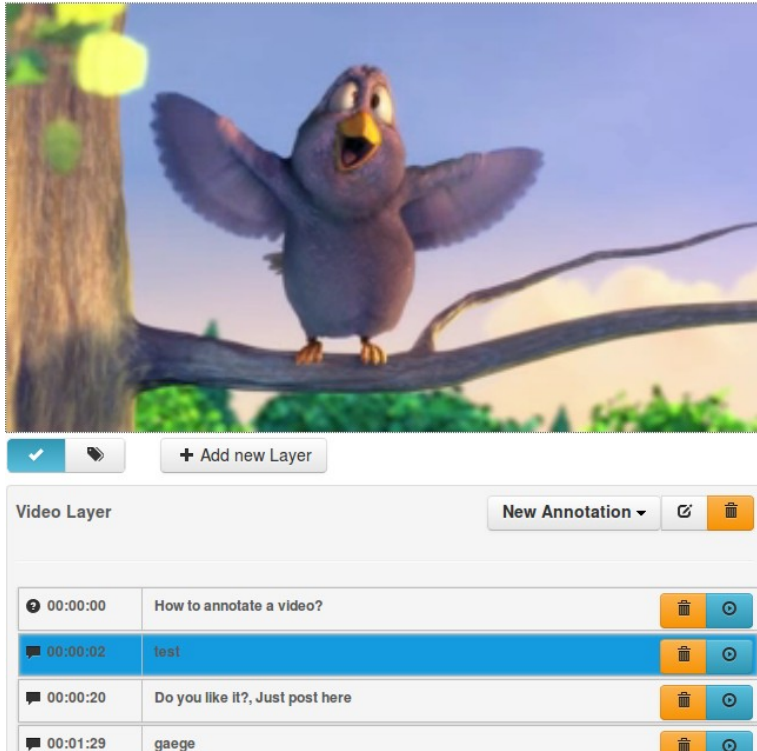 Add new Layer
Video Layer
New Annotation
00:00:00 How to annotate a video?
00:00:02 test
00:00:20 Do you like it?, Just post here
00:01:29 gaege